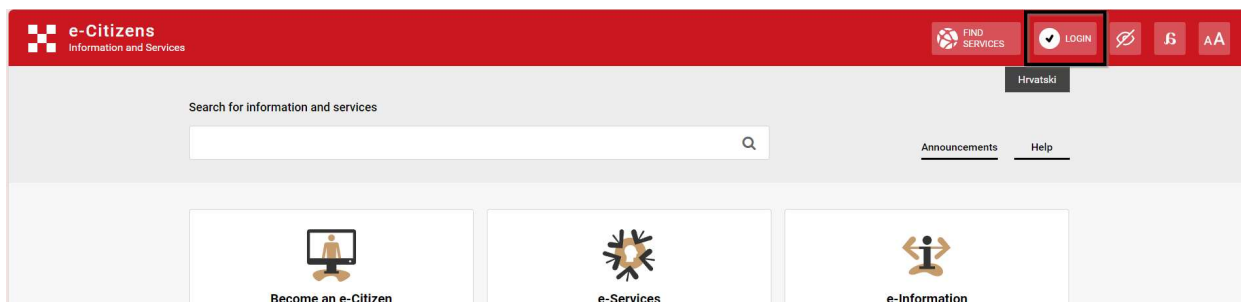 e-Citizens
Information and Services
FIND
SERVICES
LOGIN
AA
Hrvatski
Search for information and services
Announcements
Help
Become an e-Citizen
e-Services
e-Information